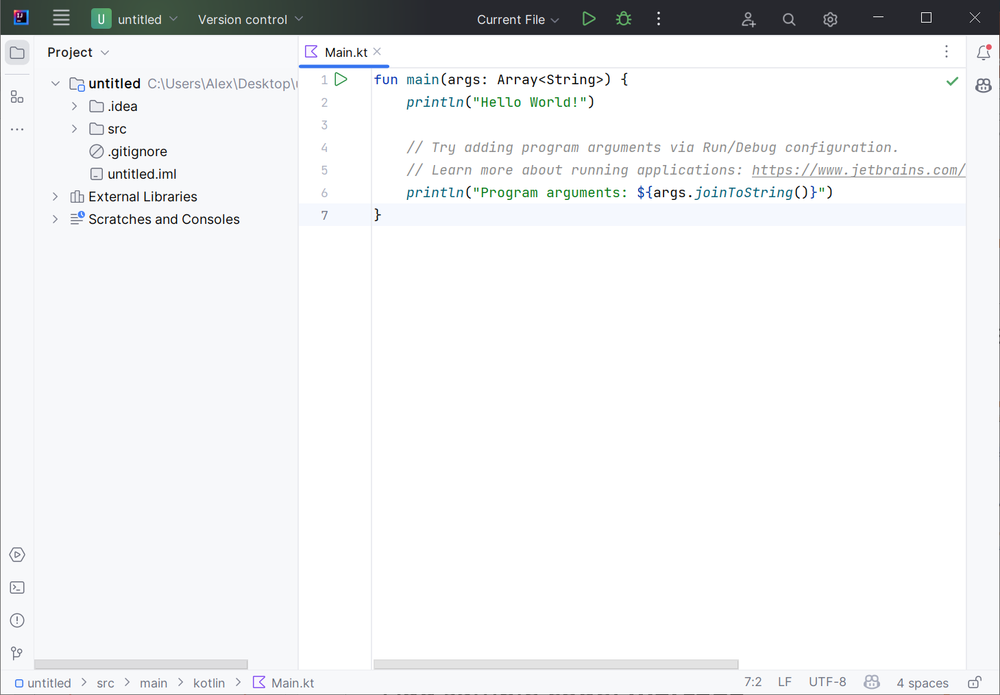 U untitled Version control Current File
Project
Main.kt
untitled C:\Users\Alex\Desktop\
.idea
src
.gitignore
untitled.iml
External Libraries
Scratches and Consoles
1 fun main(args: Array<String>) {
2 println("Hello World!")
3
4 // Try adding program arguments via Run/Debug configuration.
5 // Learn more about running applications: https://www.jetbrains.com/
6 println("Program arguments: ${args.joinToString()}")
7 }
untitled > src > main > kotlin > Main.kt
7:2 LF UTF-8 4 spaces